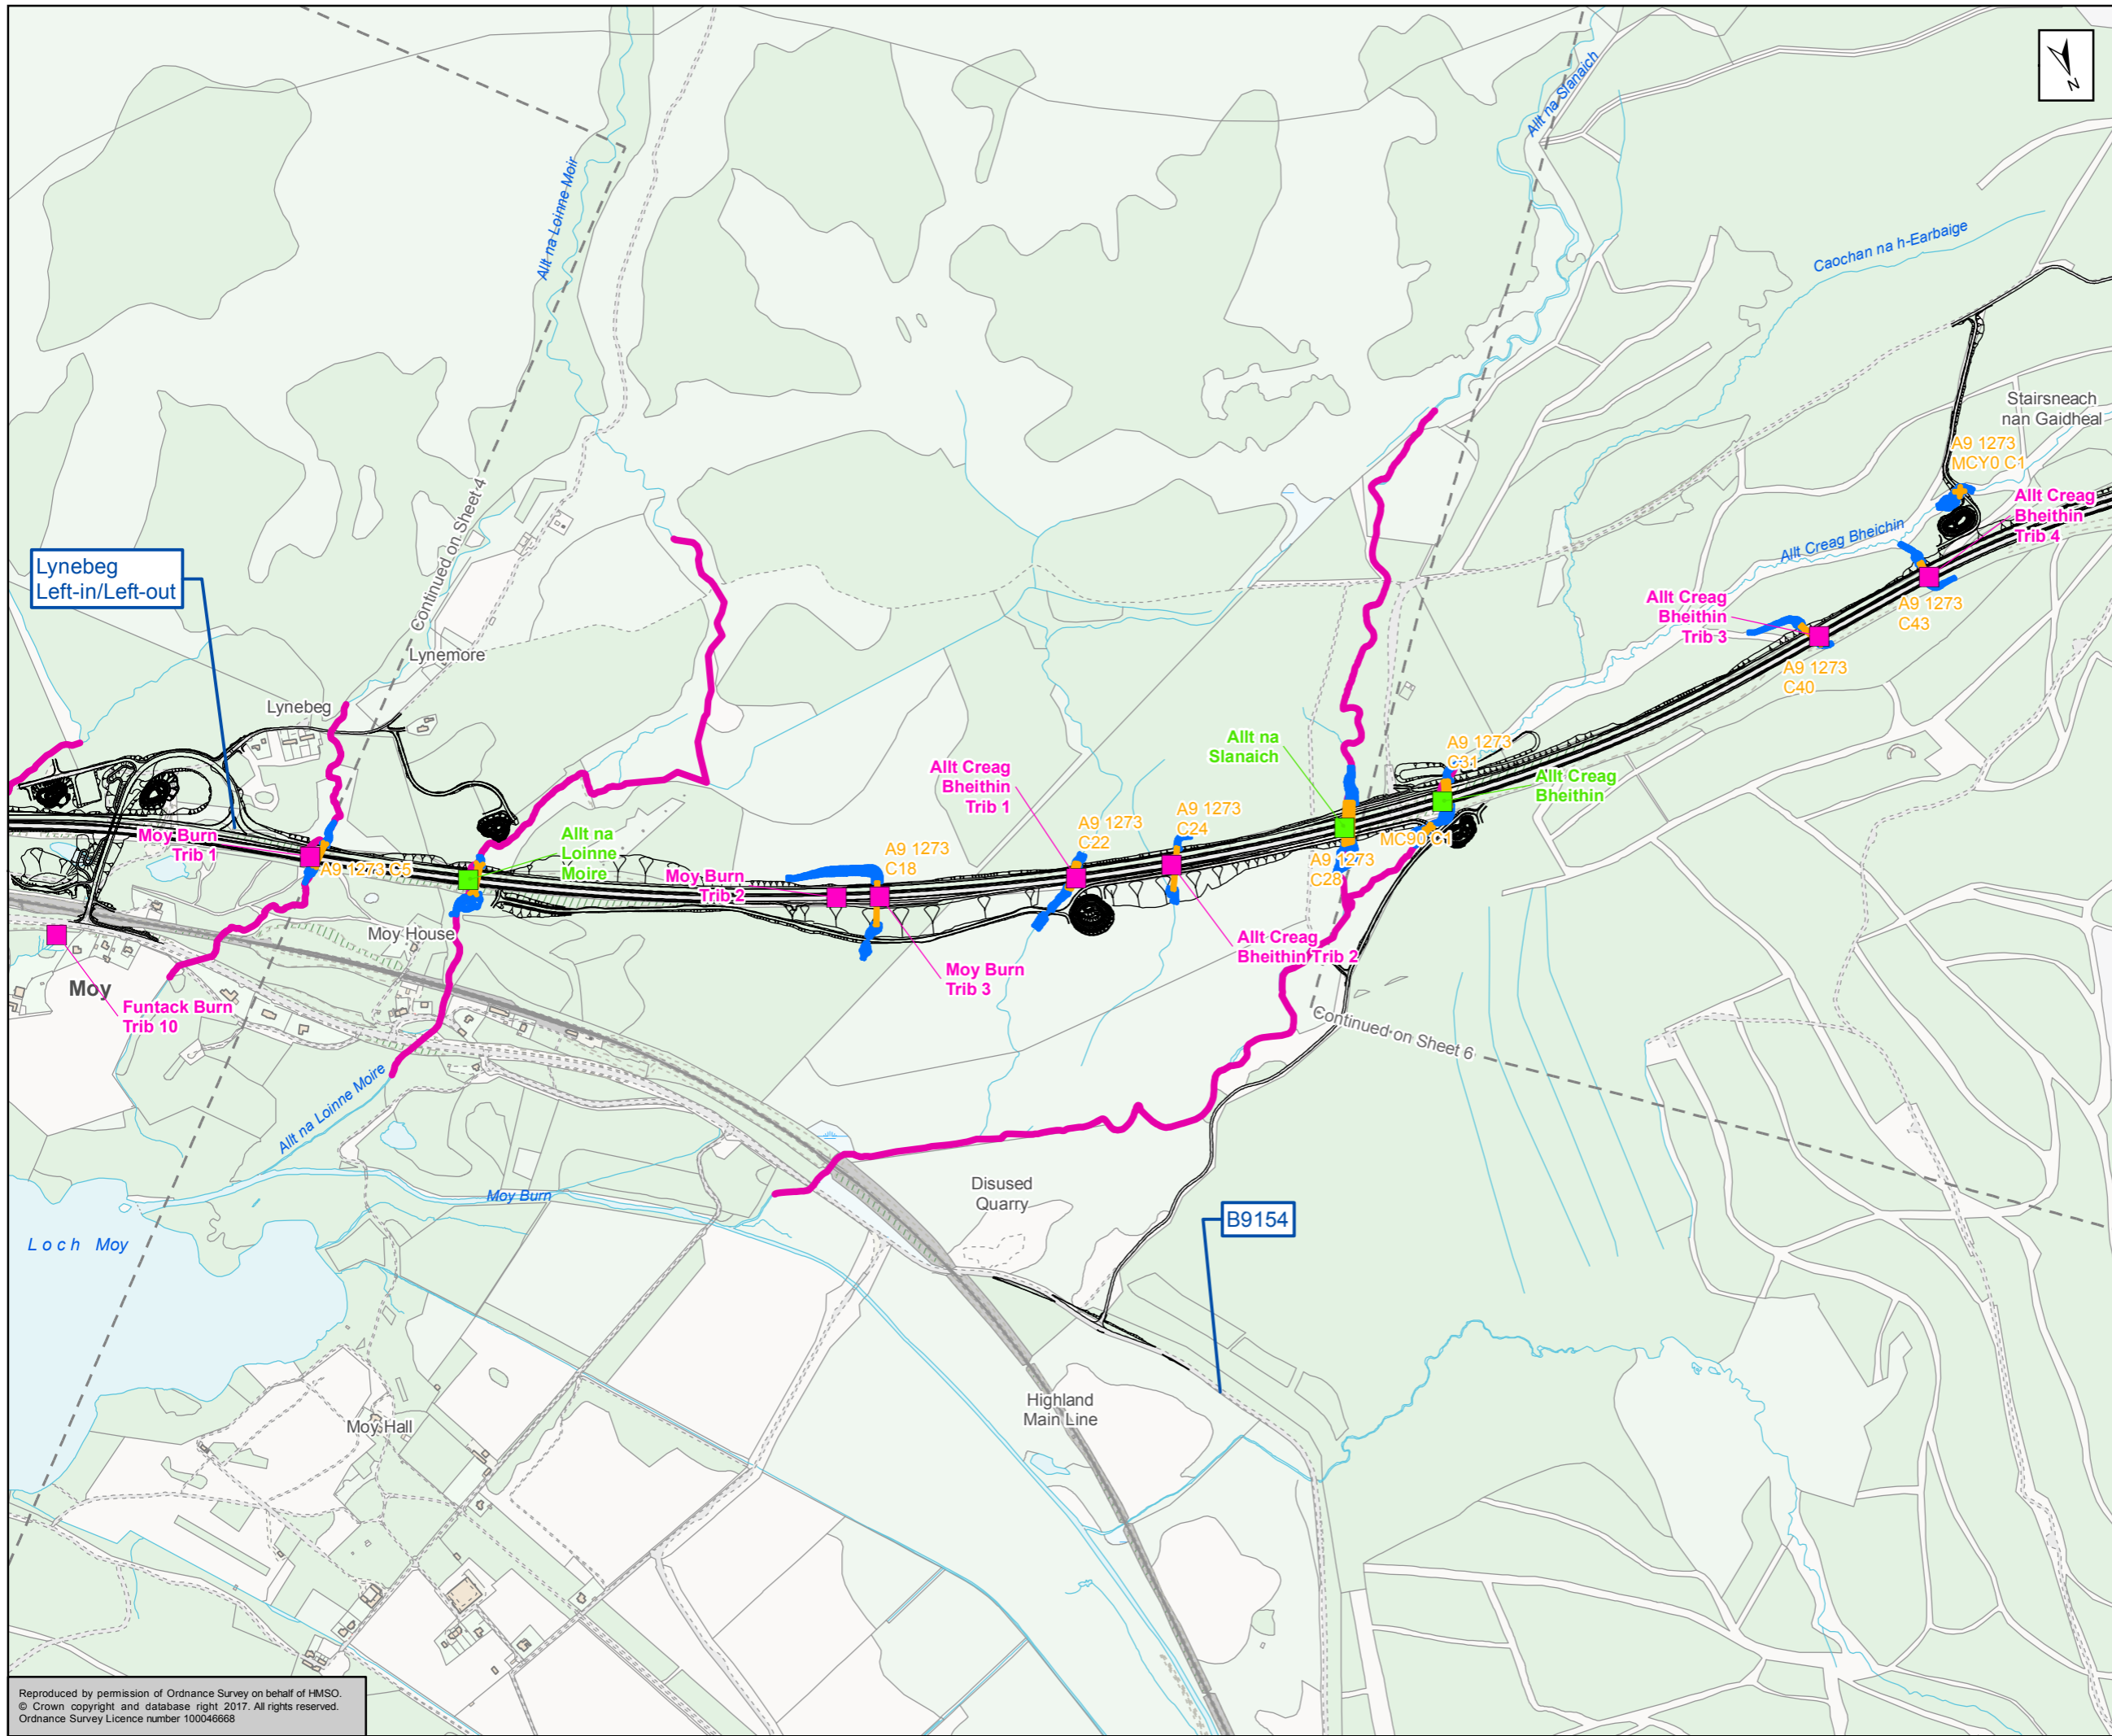 N
Allt na Slanaich
Allt na Loinne Moir
Caochan na h-Earbaige
Stairsneach
nan Gaidheal
A9 1273
MCY0 C1
Allt Creag
Bheithin
Trib 4
Continued on Sheet 4
Allt Creag Bheichin
Lynebeg
Left-in/Left-out
A9 1273
C43
Allt Creag
Bheithin
Trib 3
Lynemore
A9 1273
C40
Lynebeg
Allt na
Slanaich
A9 1273
C31
Allt Creag
Bheithin
Allt Creag
Bheithin
Trib 1
A9 1273
C22
A9 1273
C24
Moy Burn
Trib 1
Allt na
Loinne
Moire
MC90 C1
A9 1273 C5
A9 1273
C18
A9 1273
C28
Moy Burn
Trib 2
Moy House
Allt Creag
Bheithin Trib 2
Moy Burn
Trib 3
Moy
Funtack Burn
Trib 10
Continued on Sheet 6
Allt na Loinne Moire
Disused
Quarry
Moy Burn
B9154
Loch Moy
Highland
Main Line
Moy Hall
Reproduced by permission of Ordnance Survey on behalf of HMSO.
© Crown copyright and database right 2017. All rights reserved.
Ordnance Survey Licence number 100046668